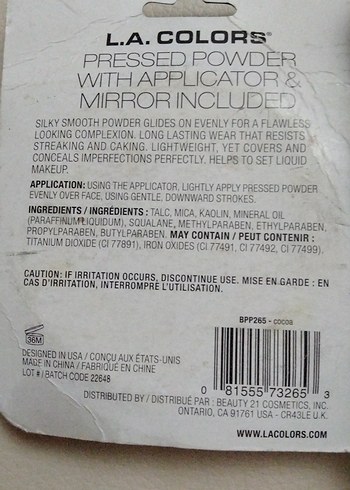 L.A. COLORS®
PRESSED POWDER
WITH APPLICATOR &
MIRROR INCLUDED
SILKY SMOOTH POWDER GLIDES ON EVENLY FOR A FLAWLESS
LOOKING COMPLEXION. LONG LASTING WEAR THAT RESISTS
STREAKING AND CAKING. LIGHTWEIGHT, YET COVERS AND
CONCEALS IMPERFECTIONS PERFECTLY. HELPS TO SET LIQUID
MAKEUP.
APPLICATION: USING THE APPLICATOR, LIGHTLY APPLY PRESSED POWDER
EVENLY OVER FACE, USING GENTLE, DOWNWARD STROKES.
INGREDIENTS / INGRÉDIENTS: TALC, MICA, KAOLIN, MINERAL OIL
(PARAFFINUM LIQUIDUM), SQUALANE, METHYLPARABEN, ETHYLPARABEN,
PROPYLPARABEN, BUTYLPARABEN. MAY CONTAIN / PEUT CONTENIR :
TITANIUM DIOXIDE (CI 77891), IRON OXIDES (CI 77491, CI 77492, CI 77499).
CAUTION: IF IRRITATION OCCURS, DISCONTINUE USE. MISE EN GARDE : EN
CAS D'IRRITATION, INTERROMPRE L'UTILISATION.
BPP265 - COCOB
36M
DESIGNED IN USA / CONÇU AUX ÉTATS-UNIS
MADE IN CHINA / FABRIQUÉ EN CHINE
LOT # / BATCH CODE 22648
0 81555 73265 3
DISTRIBUTED BY / DISTRIBUÉ PAR : BEAUTY 21 COSMETICS, INC.
ONTARIO, CA 91761 USA - CR43LE U.K.
WWW.LACOLORS.COM